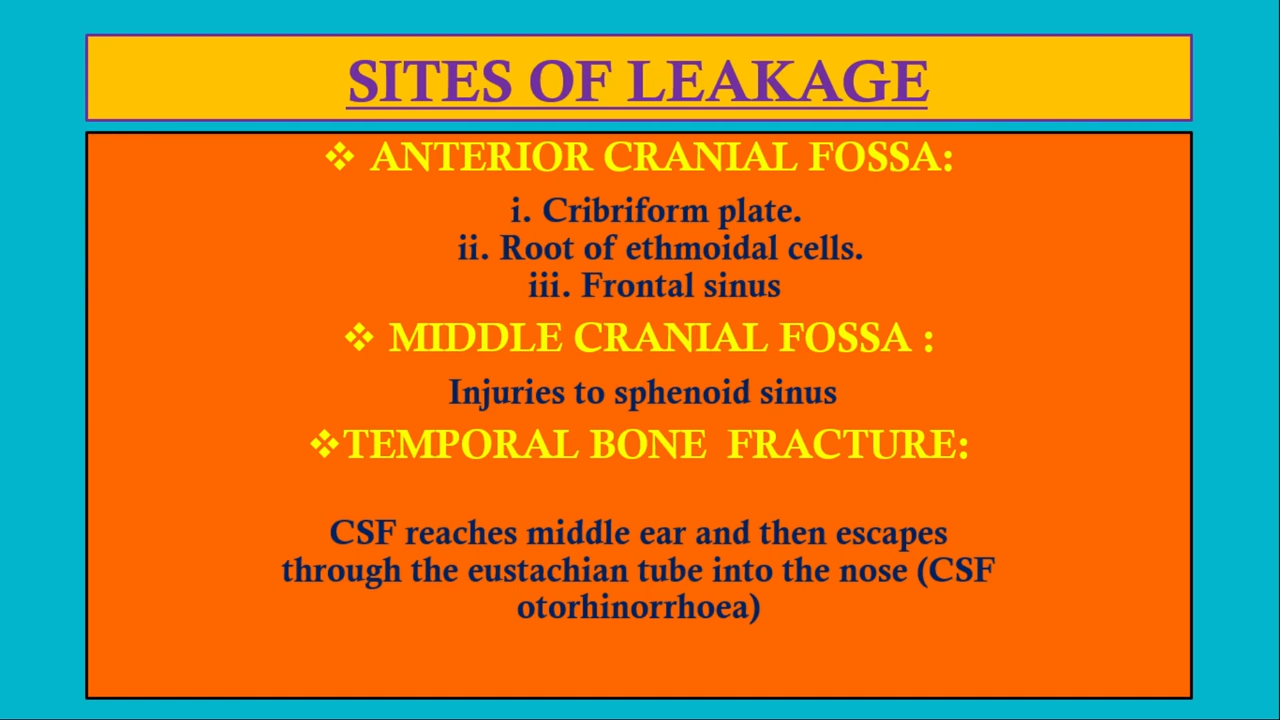 SITES OF LEAKAGE
❖ ANTERIOR CRANIAL FOSSA:
i. Cribriform plate.
ii. Root of ethmoidal cells.
iii. Frontal sinus
❖ MIDDLE CRANIAL FOSSA :
Injuries to sphenoid sinus
❖TEMPORAL BONE FRACTURE:
CSF reaches middle ear and then escapes
through the eustachian tube into the nose (CSF
otorhinorrhoea)